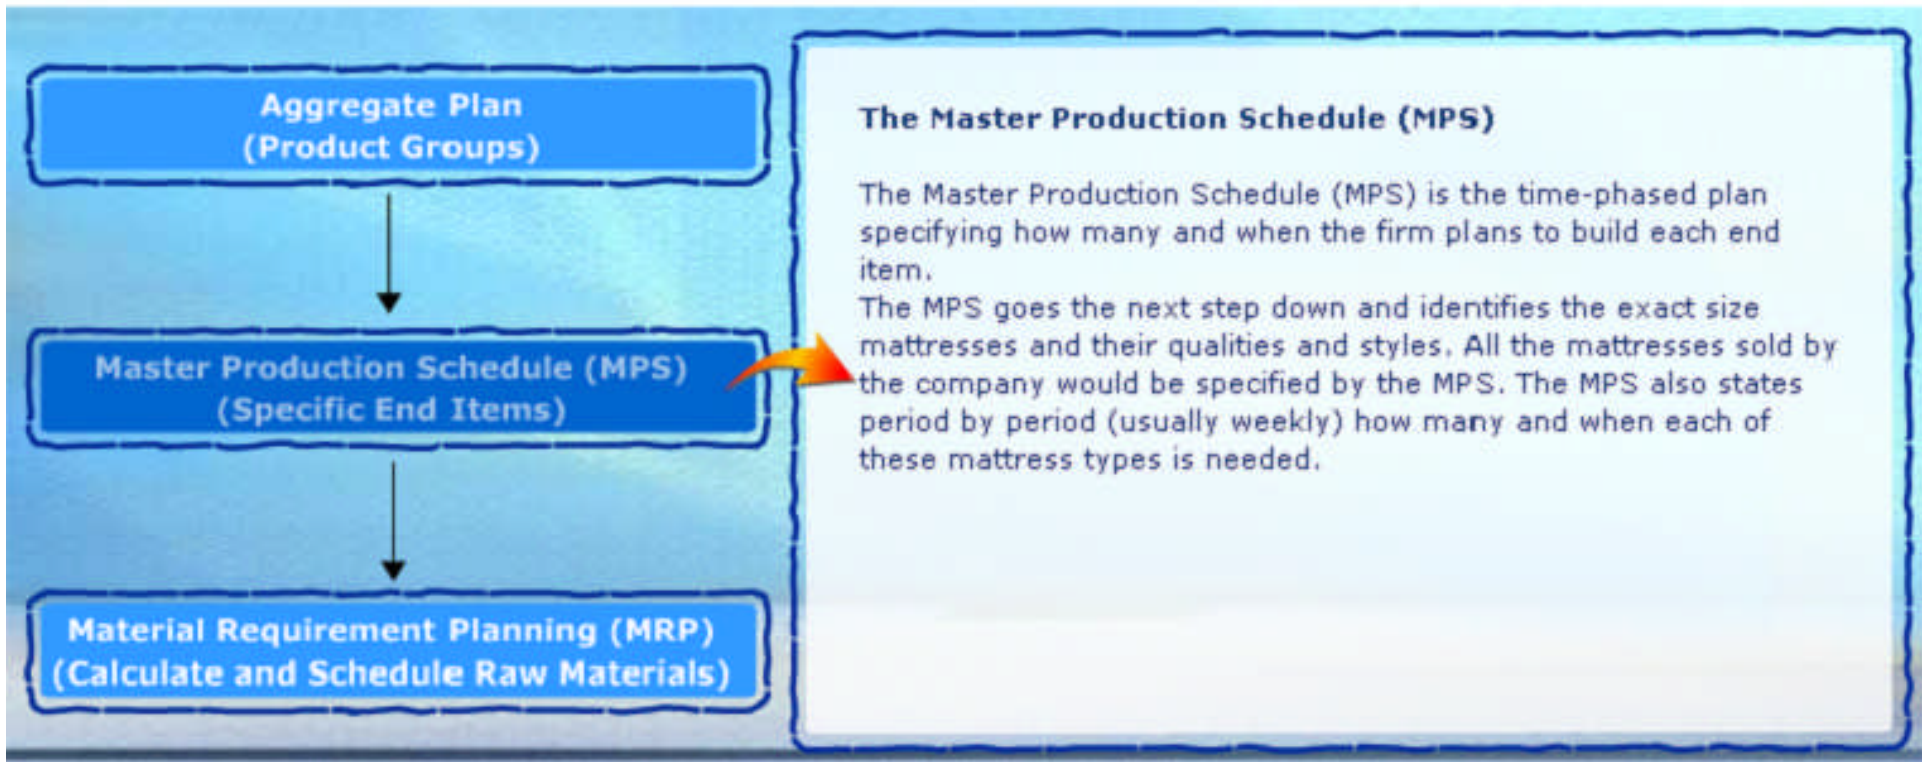 Aggregate Plan
(Product Groups)
Master Production Schedule (MPS)
(Specific End Items)
Material Requirement Planning (MRP)
(Calculate and Schedule Raw Materials)
The Master Production Schedule (MPS)
The Master Production Schedule (MPS) is the time-phased plan
specifying how many and when the firm plans to build each end
item.
The MPS goes the next step down and identifies the exact size
mattresses and their qualities and styles. All the mattresses sold by
the company would be specified by the MPS. The MPS also states
period by period (usually weekly) how many and when each of
these mattress types is needed.